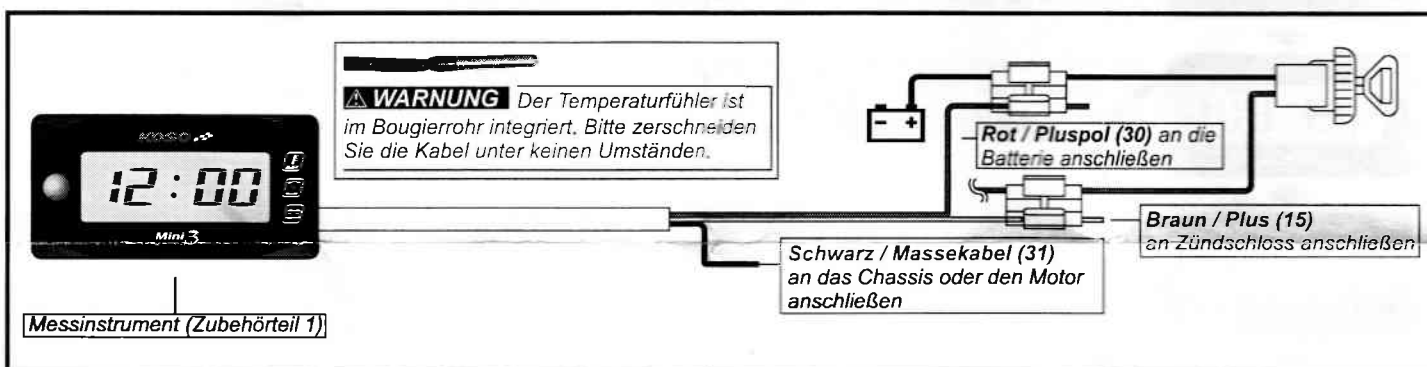 ⚠ WARNUNG Der Temperaturfühler ist
im Bougierrohr integriert. Bitte zerschneiden
Sie die Kabel unter keinen Umständen.
KOSO
12:00
Mini 3
Messinstrument (Zubehörteil 1)
- +
Rot / Pluspol (30) an die
Batterie anschließen
Braun / Plus (15)
an Zündschloss anschließen
Schwarz / Massekabel (31)
an das Chassis oder den Motor
anschließen